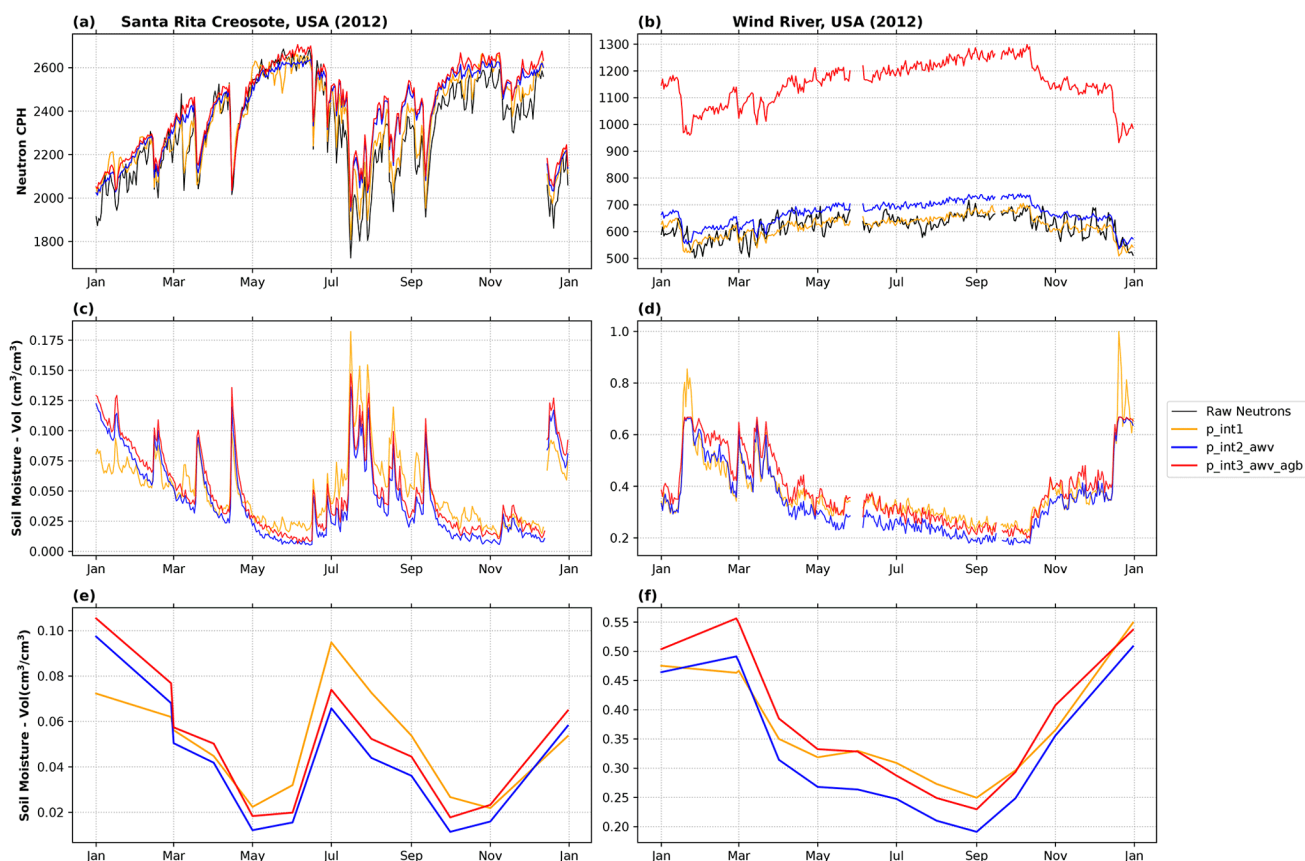 (a) Santa Rita Creosote, USA (2012)
(b) Wind River, USA (2012)
Neutron CPH
2600
2400
2200
2000
1800
1300
1200
1100
1000
900
800
700
600
500
Jan Mar May Jul Sep Nov Jan
Jan Mar May Jul Sep Nov Jan
(c)
(d)
Soil Moisture - Vol (cm³/cm³)
0.175
0.150
0.125
0.100
0.075
0.050
0.025
0.000
1.0
0.8
0.6
0.4
0.2
Jan Mar May Jul Sep Nov Jan
Jan Mar May Jul Sep Nov Jan
Raw Neutrons
p_int1
p_int2_awv
p_int3_awv_agb
(e)
(f)
Soil Moisture - Vol(cm³/cm³)
0.10
0.08
0.06
0.04
0.02
0.55
0.50
0.45
0.40
0.35
0.30
0.25
0.20
Jan Mar May Jul Sep Nov Jan
Jan Mar May Jul Sep Nov Jan